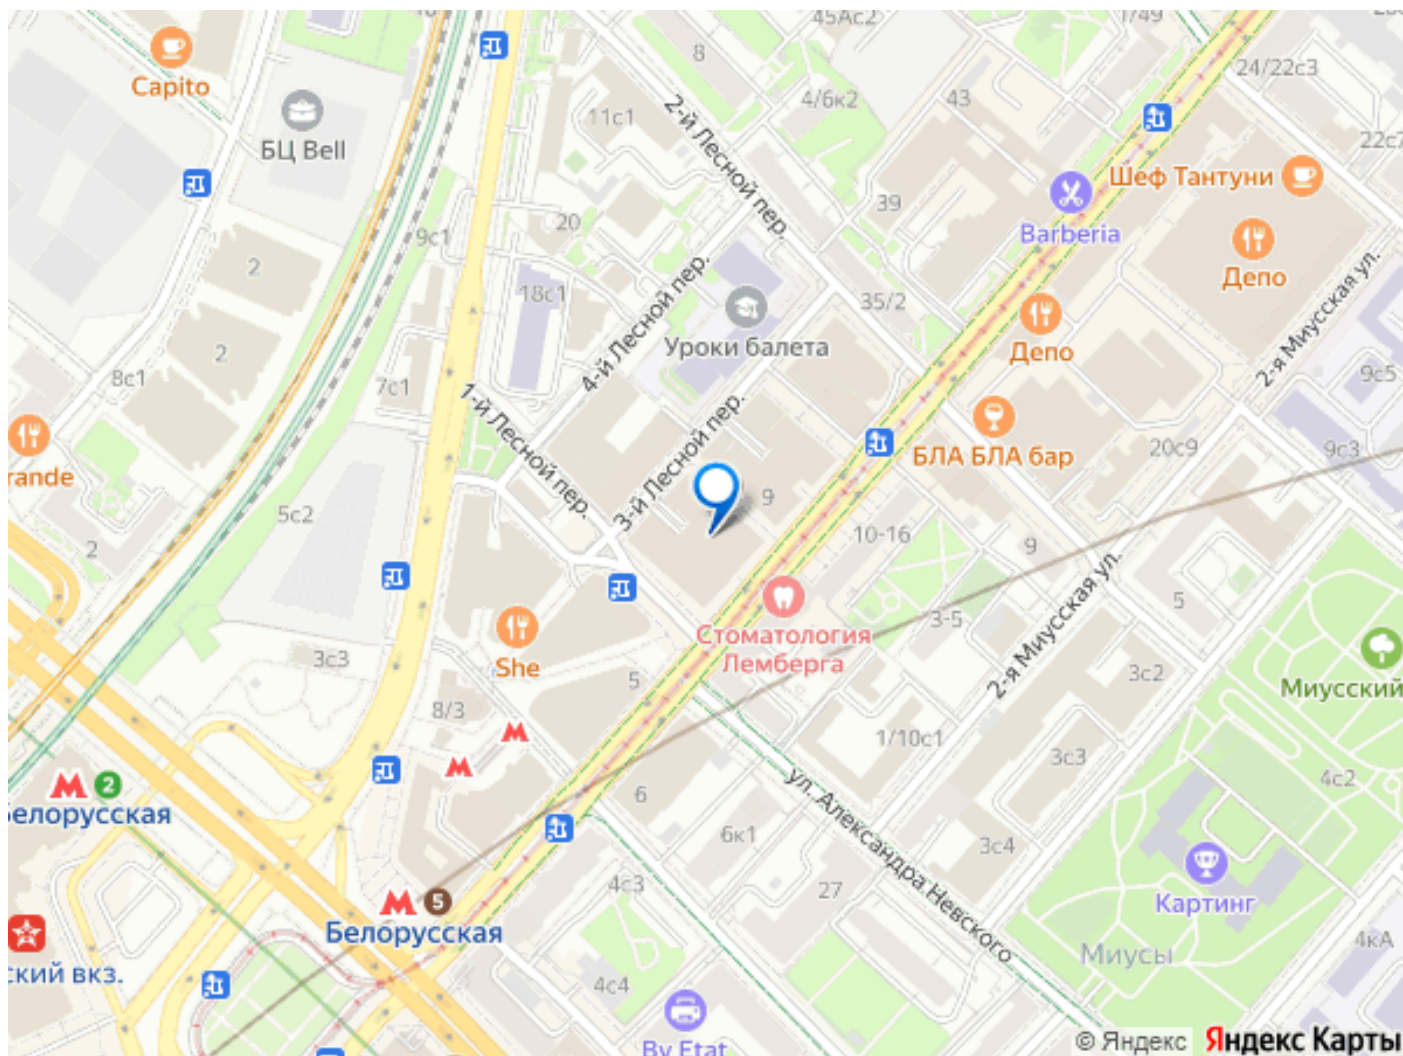 45Ас2
1/49
Capito
8
24/22с3
БЦ Bell
11с1
2-й Лесной пер.
4/6к2
43
22с7
Шеф Тантуни
39
Barberia
20
9с1
2
4-й Лесной пер.
Депо
18с1
35/2
2-я Миусская ул.
Уроки балета
Депо
2
8с1
7с1
1-й Лесной пер.
3-й Лесной пер.
9с5
БЛА БЛА бар
20с9
9с3
rande
5с2
9
10-16
9
2
2-я Миусская ул.
5
3-5
Стоматология
Лемберга
She
3с3
5
3с2
Миусский
8/3
1/10с1
3с3
4с2
М 2
Белорусская
6
ул. Александра Невского
6к1
3с4
27
4с3
Картинг
М 5
Белорусская
ский вкз.
Миусы
4кА
4с4
By Etat
© Яндекс Яндекс Карты